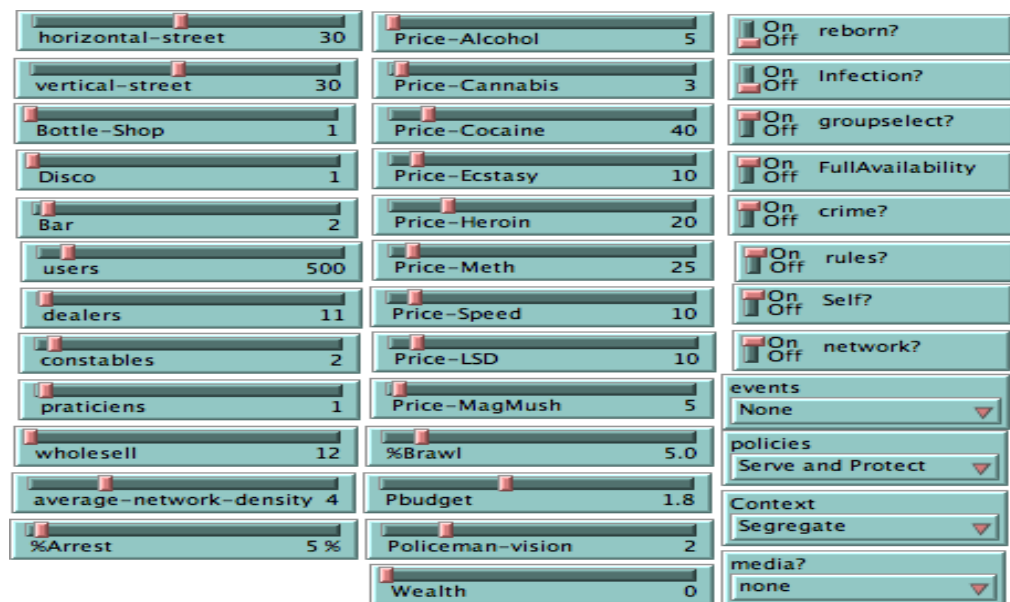 horizontal-street 30
vertical-street 30
Bottle-Shop 1
Disco 1
Bar 2
users 500
dealers 11
constables 2
praticiens 1
wholesell 12
average-network-density 4
%Arrest 5 %
Price-Alcohol 5
Price-Cannabis 3
Price-Cocaine 40
Price-Ecstasy 10
Price-Heroin 20
Price-Meth 25
Price-Speed 10
Price-LSD 10
Price-MagMush 5
%Brawl 5.0
Pbudget 1.8
Policeman-vision 2
Wealth 0
On
Off
reborn?
On
Off
Infection?
On
Off
groupselect?
On
Off
FullAvailability
On
Off
crime?
On
Off
rules?
On
Off
Self?
On
Off
network?
events
None
policies
Serve and Protect
Context
Segregate
media?
none